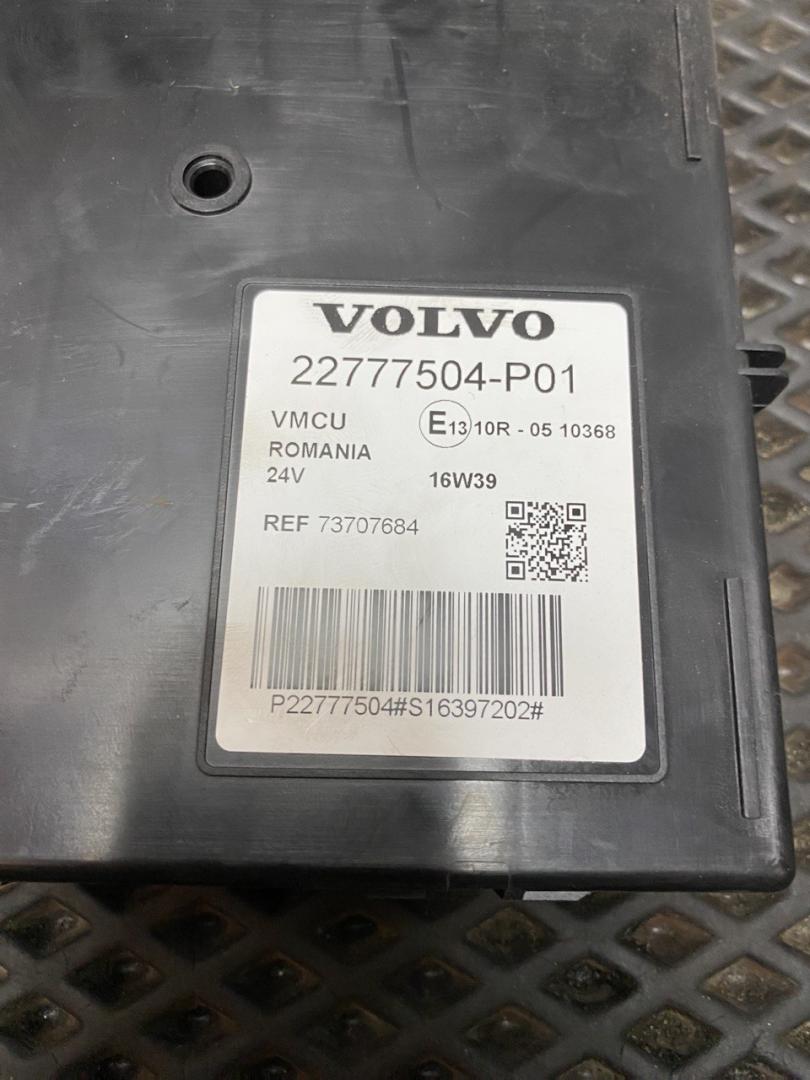 VOLVO
22777504-P01
VMCU E13 10R - 05 10368
ROMANIA
24V 16W39
REF 73707684
P22777504#S16397202#